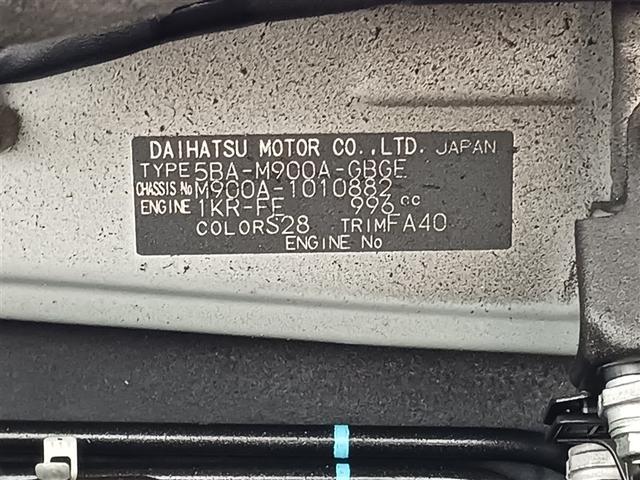 DAIHATSU MOTOR CO.,LTD. JAPAN
TYPE 5BA-M900A-GBGE
CHASSIS No M900A-1010882
ENGINE 1KR-FE 996cc
COLOR S28 TRIM FA40
ENGINE No